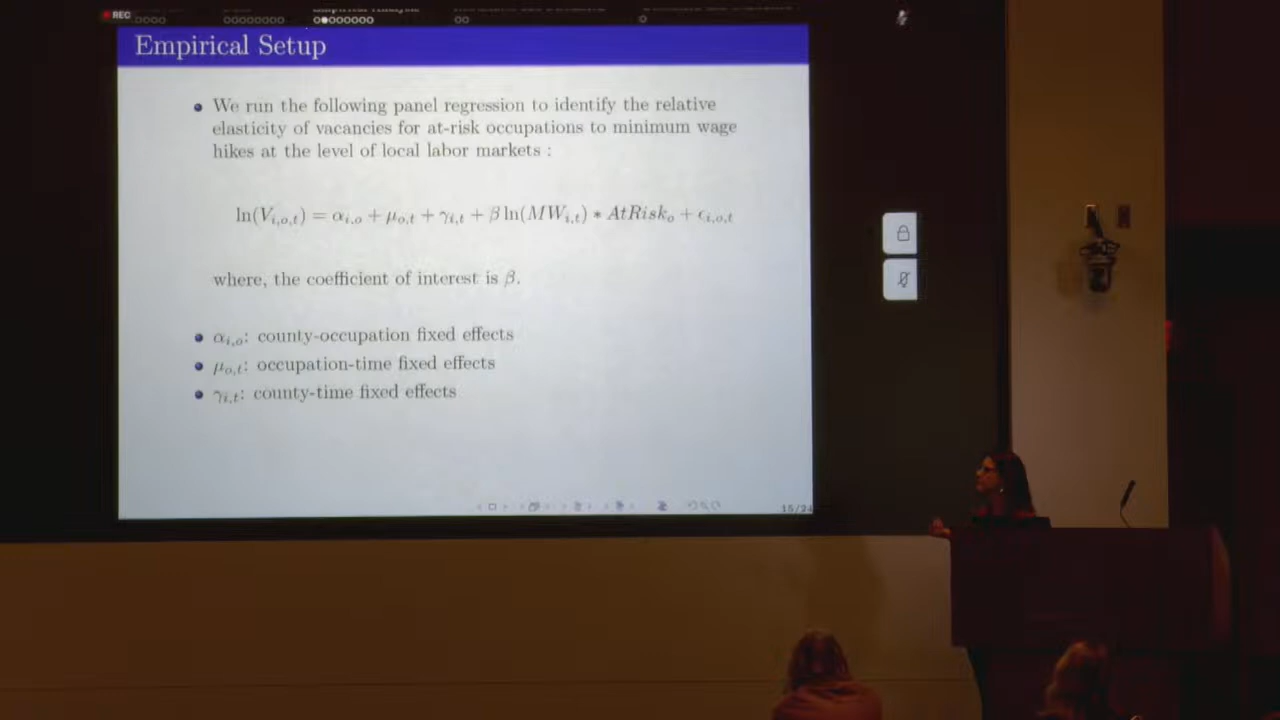 REC
Empirical Analysis
Empirical Setup
We run the following panel regression to identify the relative
elasticity of vacancies for at-risk occupations to minimum wage
hikes at the level of local labor markets :
ln(V_{i,o,t}) = α_{i,o} + μ_{o,t} + γ_{i,t} + β ln(MW_{i,t}) * AtRisk_o + ϵ_{i,o,t}
where, the coefficient of interest is β.
α_{i,o}: county-occupation fixed effects
μ_{o,t}: occupation-time fixed effects
γ_{i,t}: county-time fixed effects